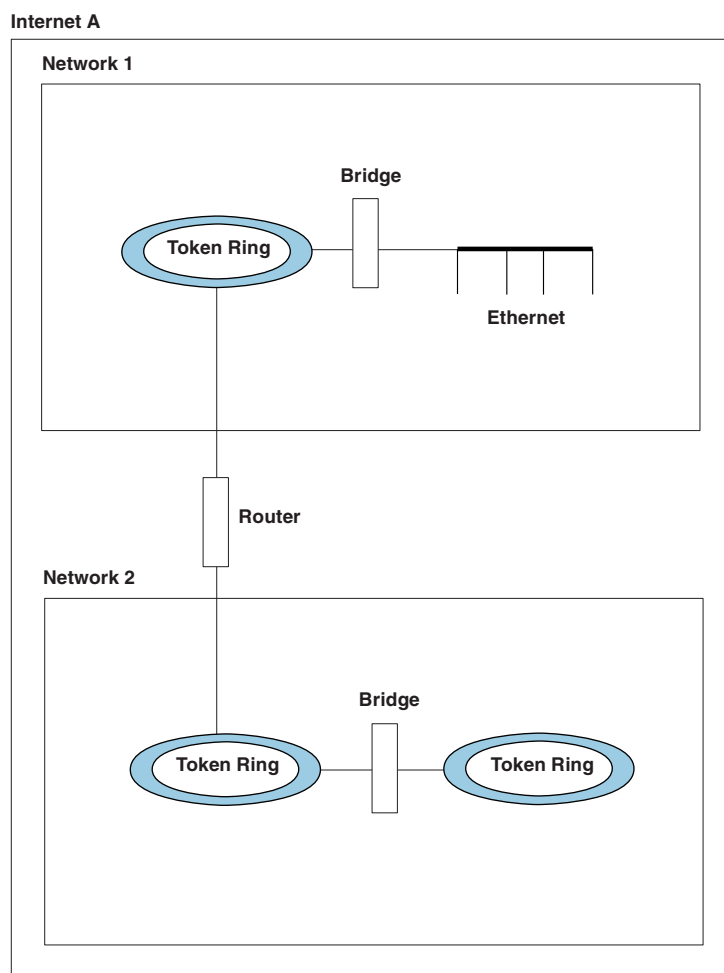 Internet A
Network 1
Bridge
Token Ring
Ethernet
Router
Network 2
Bridge
Token Ring
Token Ring